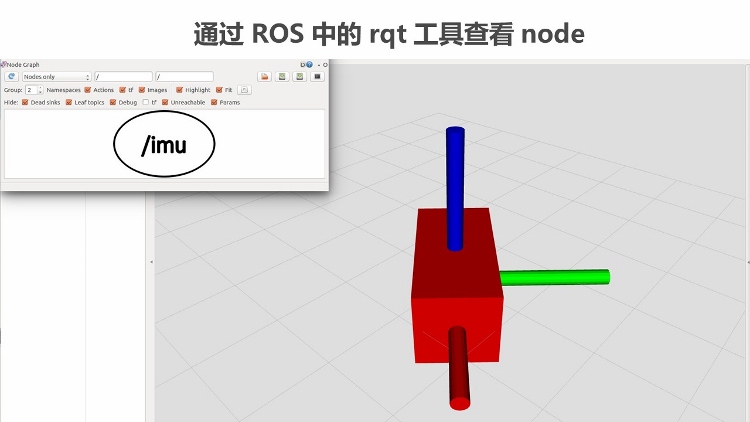 通过 ROS 中的 rqt 工具查看 node
Node Graph
Nodes only / /
Group: 2 Namespaces Actions tf Images Highlight Fit
Hide: Dead sinks Leaf topics Debug tf Unreachable Params
/imu